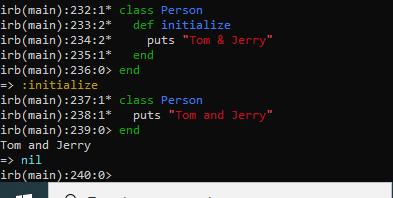 irb(main):232:1* class Person
irb(main):233:2*   def initialize
irb(main):234:2*     puts "Tom & Jerry"
irb(main):235:1*   end
irb(main):236:0> end
=> :initialize
irb(main):237:1* class Person
irb(main):238:1*   puts "Tom and Jerry"
irb(main):239:0> end
Tom and Jerry
=> nil
irb(main):240:0>